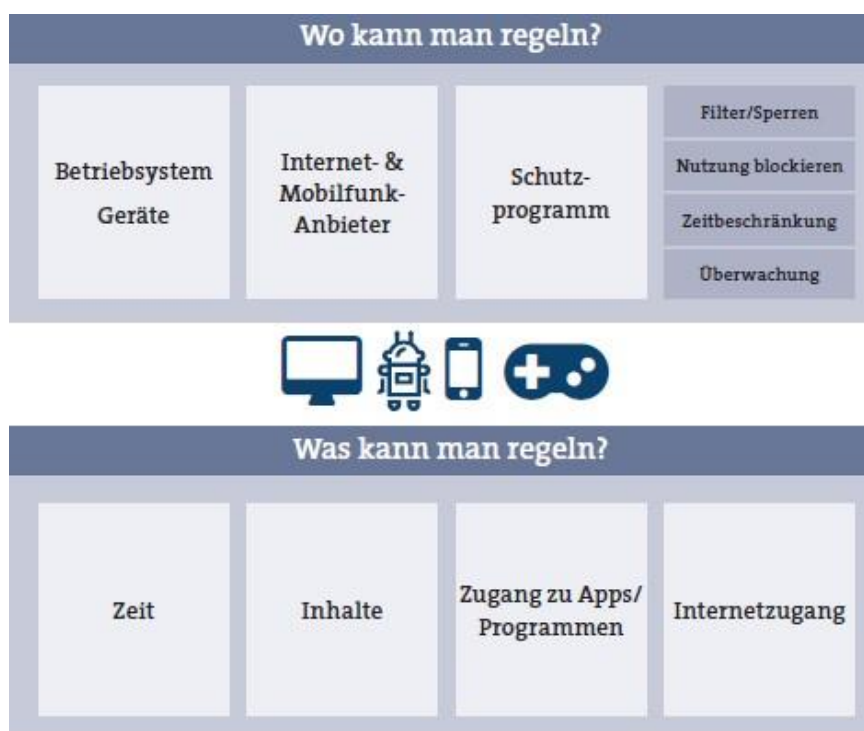 Wo kann man regeln?
Betriebsystem
Geräte
Internet- &
Mobilfunk-
Anbieter
Schutz-
programm
Filter/Sperren
Nutzung blockieren
Zeitbeschränkung
Überwachung
Was kann man regeln?
Zeit
Inhalte
Zugang zu Apps/
Programmen
Internetzugang